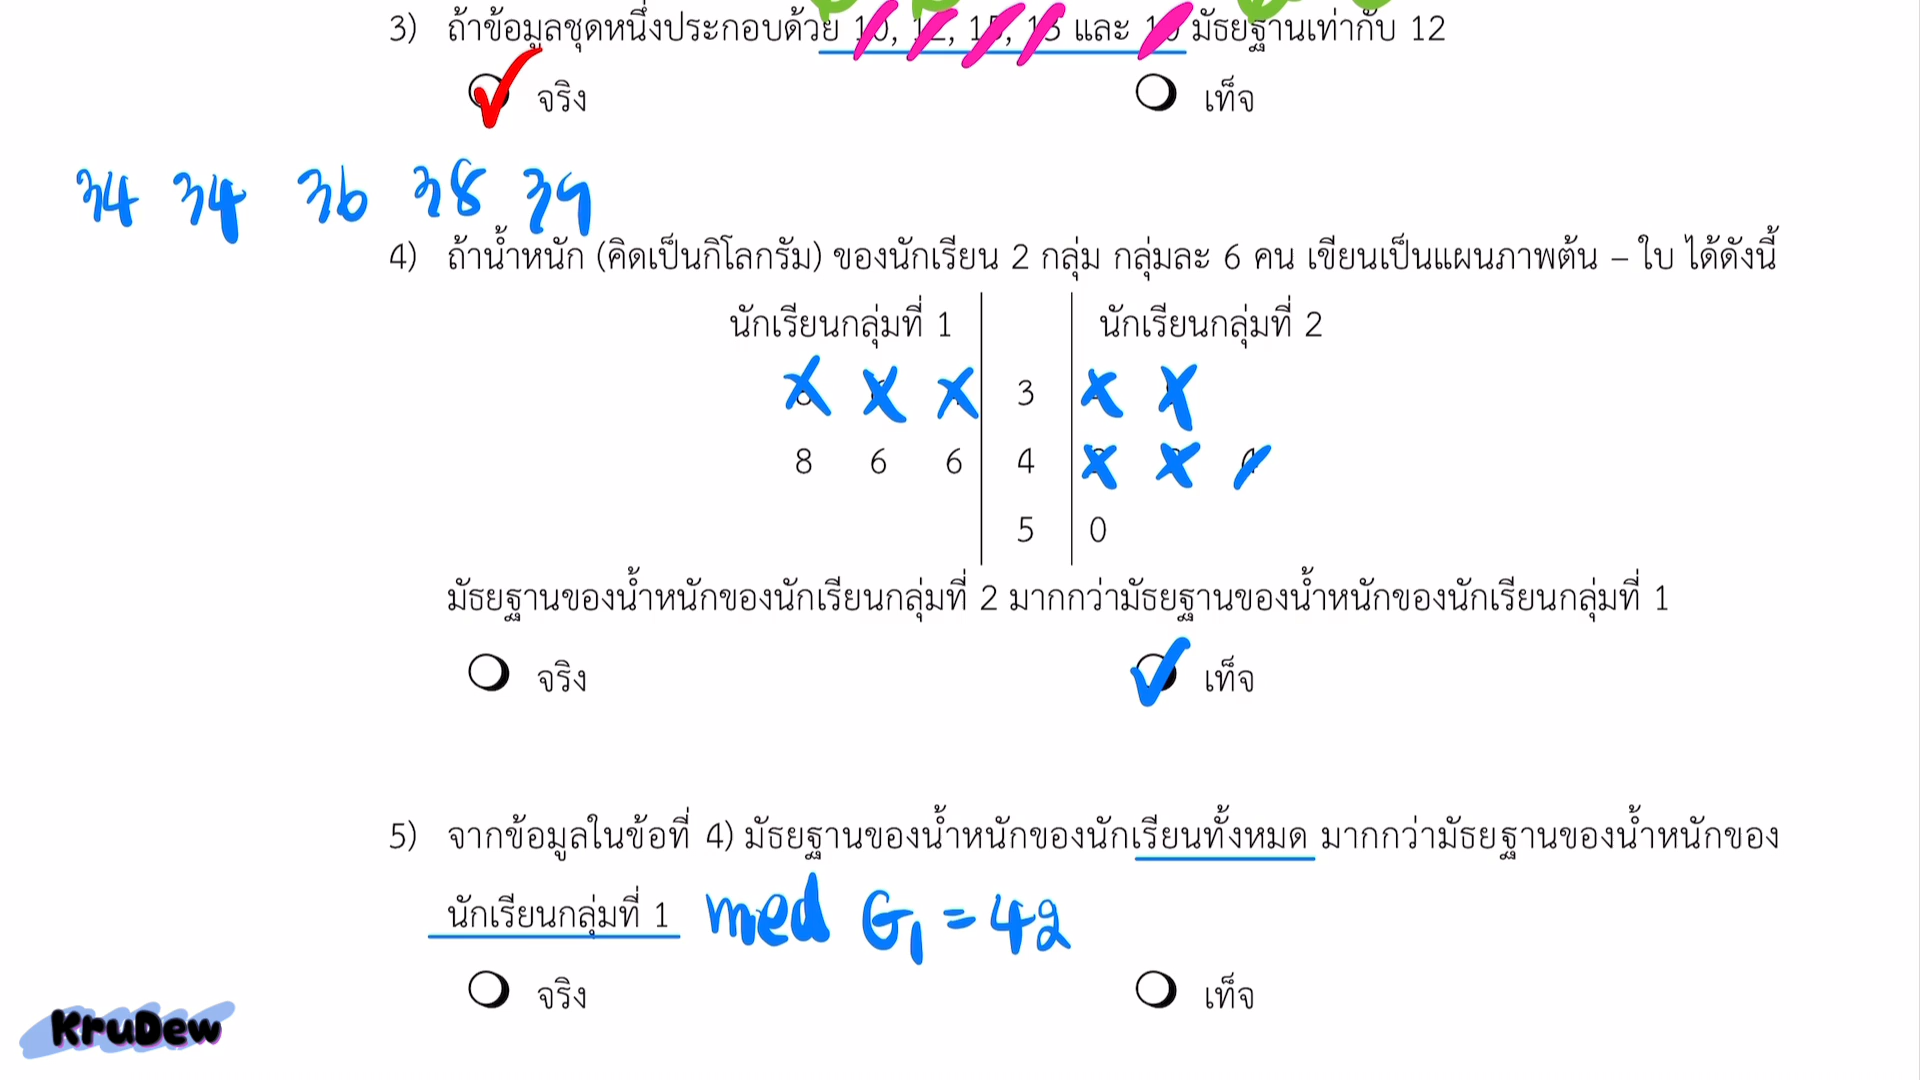 3) ถ้าข้อมูลชุดหนึ่งประกอบด้วย 10, 12, 15, 13 และ มัธยฐานเท่ากับ 12
จริง เท็จ
34 34 36 38 39
4) ถ้าน้ำหนัก (คิดเป็นกิโลกรัม) ของนักเรียน 2 กลุ่ม กลุ่มละ 6 คน เขียนเป็นแผนภาพต้น – ใบ ได้ดังนี้
นักเรียนกลุ่มที่ 1 นักเรียนกลุ่มที่ 2
3
8 6 6 4
5 0
มัธยฐานของน้ำหนักของนักเรียนกลุ่มที่ 2 มากกว่ามัธยฐานของน้ำหนักของนักเรียนกลุ่มที่ 1
จริง เท็จ
5) จากข้อมูลในข้อที่ 4) มัธยฐานของน้ำหนักของนักเรียนทั้งหมด มากกว่ามัธยฐานของน้ำหนักของ
นักเรียนกลุ่มที่ 1 med G1 = 42
จริง เท็จ
KruDew